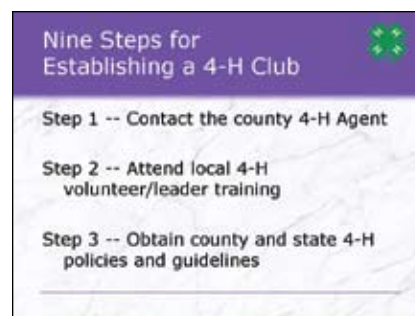 Nine Steps for
Establishing a 4-H Club
Step 1 -- Contact the county 4-H Agent
Step 2 -- Attend local 4-H
volunteer/leader training
Step 3 -- Obtain county and state 4-H
policies and guidelines